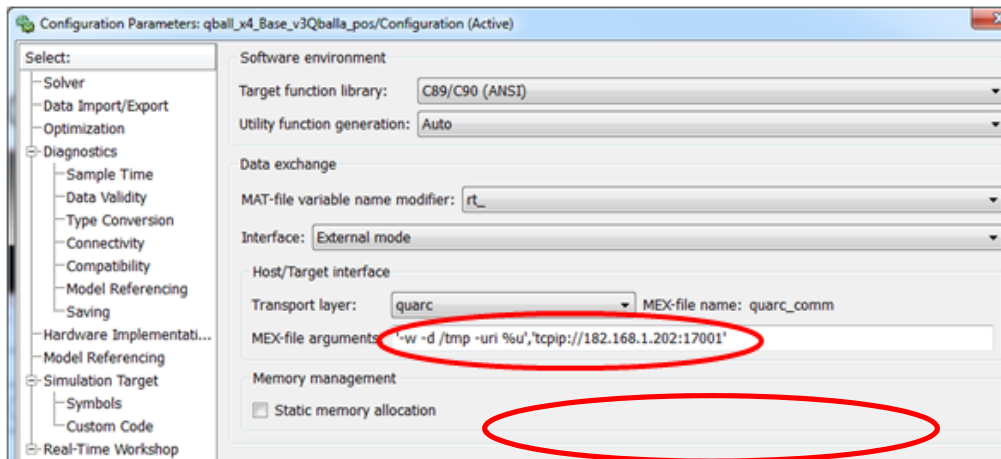 Configuration Parameters: qball_x4_Base_v3Qballa_pos/Configuration (Active)
Select:
Solver
Data Import/Export
Optimization
Diagnostics
Sample Time
Data Validity
Type Conversion
Connectivity
Compatibility
Model Referencing
Saving
Hardware Implementati...
Model Referencing
Simulation Target
Symbols
Custom Code
Real-Time Workshop
Software environment
Target function library: C89/C90 (ANSI)
Utility function generation: Auto
Data exchange
MAT-file variable name modifier: rt_
Interface: External mode
Host/Target interface
Transport layer: quarc MEX-file name: quarc_comm
MEX-file arguments: '-w -d /tmp -uri %u','tcpip://182.168.1.202:17001'
Memory management
Static memory allocation